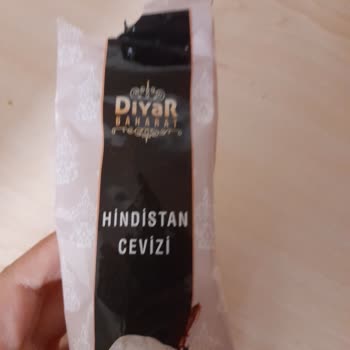 DiYaR
BAHARAT
HİNDİSTAN
CEVİZİ